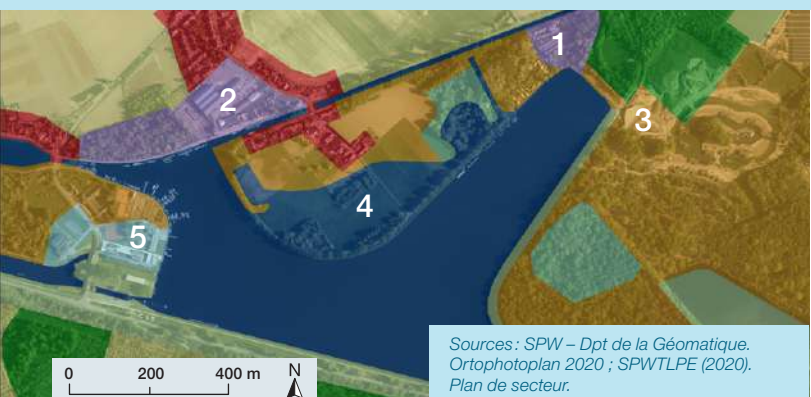 1
2
3
4
5
0 200 400 m N
Sources : SPW – Dpt de la Géomatique.
Ortophotoplan 2020 ; SPWTLPE (2020).
Plan de secteur.